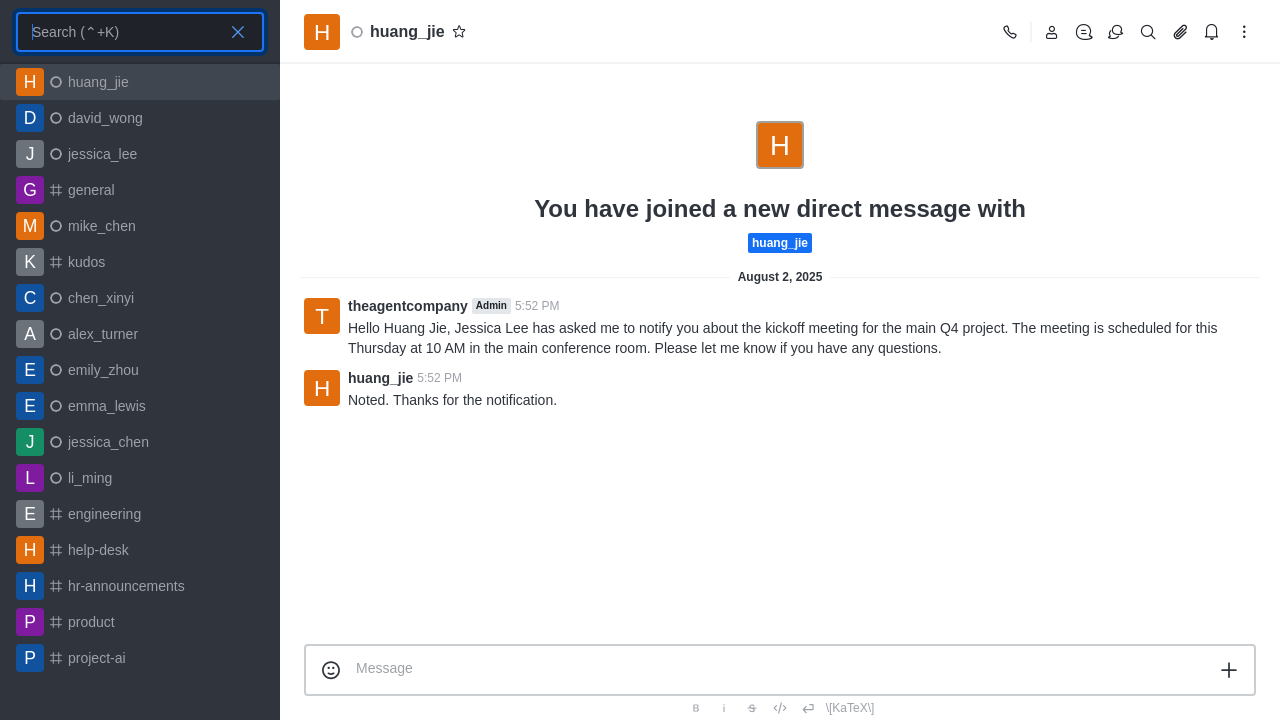 Search (⌃+K)
H huang_jie
D david_wong
J jessica_lee
G general
M mike_chen
K kudos
C chen_xinyi
A alex_turner
E emily_zhou
E emma_lewis
J jessica_chen
L li_ming
E engineering
H help-desk
H hr-announcements
P product
P project-ai
H huang_jie
H
You have joined a new direct message with
huang_jie
August 2, 2025
T theagentcompany Admin 5:52 PM
Hello Huang Jie, Jessica Lee has asked me to notify you about the kickoff meeting for the main Q4 project. The meeting is scheduled for this
Thursday at 10 AM in the main conference room. Please let me know if you have any questions.
H huang_jie 5:52 PM
Noted. Thanks for the notification.
Message
B i S \[KaTeX\]